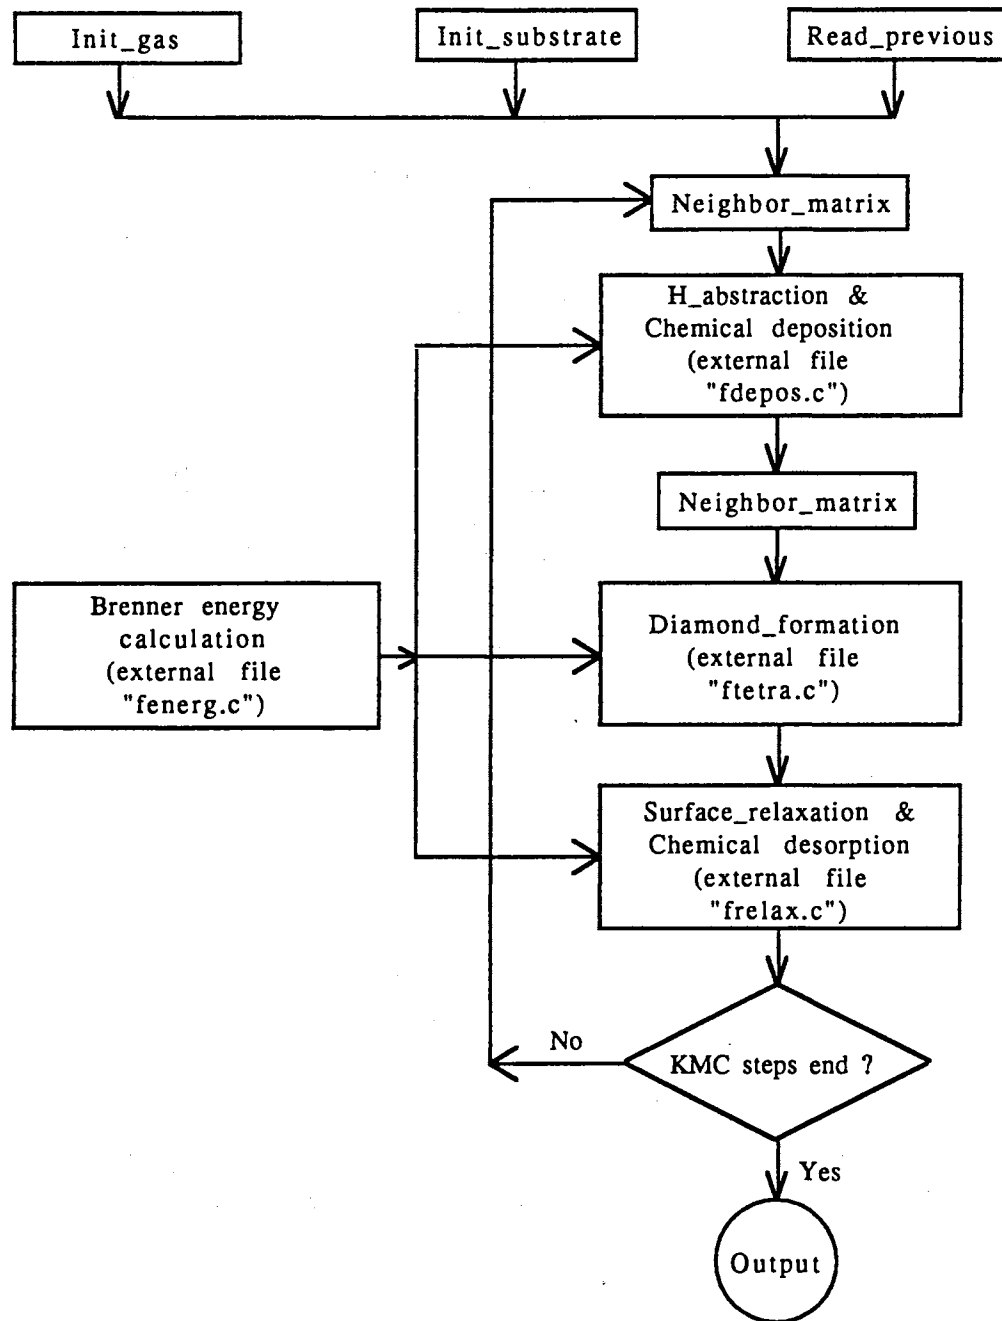 Init_gas
Init_substrate
Read_previous
Neighbor_matrix
H_abstraction &
Chemical deposition
(external file
"fdepos.c")
Neighbor_matrix
Brenner energy
calculation
(external file
"fenerg.c")
Diamond_formation
(external file
"ftetra.c")
Surface_relaxation &
Chemical desorption
(external file
"frelax.c")
No
KMC steps end ?
Yes
Output